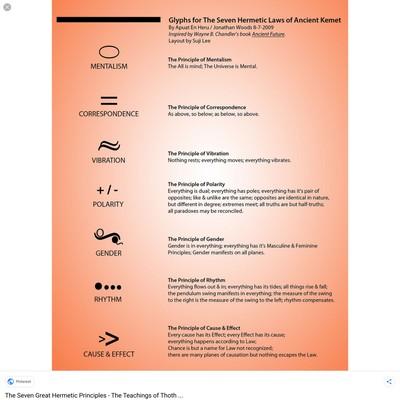 Glyphs for The Seven Hermetic Laws of Ancient Kemet
By Apuat En Heru / Jonathan Woods 8-7-2009
Inspired by Wayne B. Chandler's book Ancient Future.
Layout by Suji Lee
MENTALISM
The Principle of Mentalism
The All is mind; The Universe is Mental.
CORRESPONDENCE
The Principle of Correspondence
As above, so below; as below, so above.
VIBRATION
The Principle of Vibration
Nothing rests; everything moves; everything vibrates.
+ / -
POLARITY
The Principle of Polarity
Everything is dual; everything has poles; everything has it's pair of
opposites; like & unlike are the same; opposites are identical in nature,
but different in degree; extremes meet; all truths are but half-truths;
all paradoxes may be reconciled.
GENDER
The Principle of Gender
Gender is in everything; everything has it's Masculine & Feminine
Principles; Gender manifests on all planes.
RHYTHM
The Principle of Rhythm
Everything flows out & in; everything has its tides; all things rise & fall;
the pendulum swing manifests in everything; the measure of the swing
to the right is the measure of the swing to the left; rhythm compensates.
CAUSE & EFFECT
The Principle of Cause & Effect
Every cause has its Effect; every Effect has its cause;
everything happens according to Law;
Chance is but a name for Law not recognized;
there are many planes of causation but nothing escapes the Law.
Pinterest
The Seven Great Hermetic Principles - The Teachings of Thoth ...